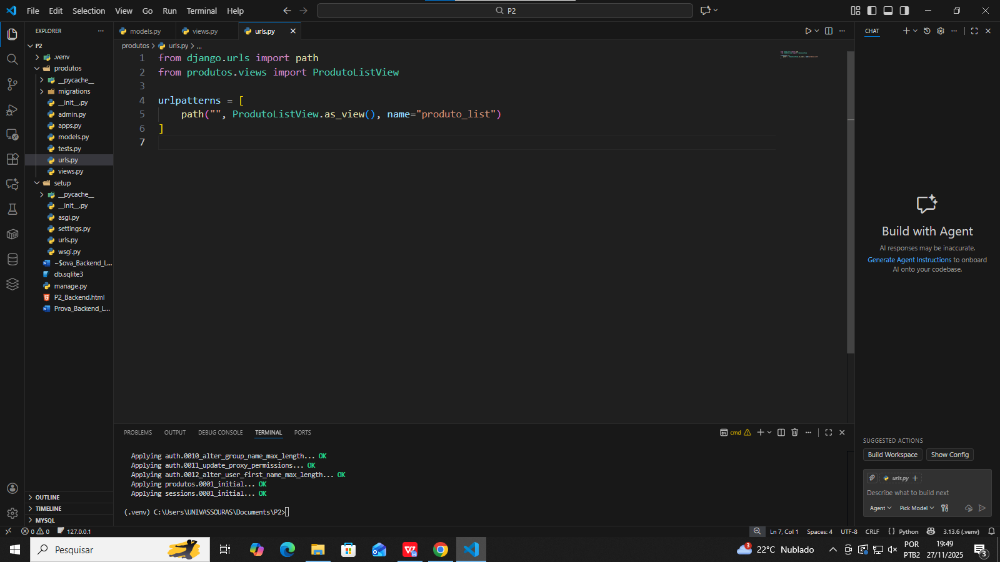 File Edit Selection View Go Run Terminal Help
P2
EXPLORER
P2
.venv
produtos
__pycache__
migrations
__init__.py
admin.py
apps.py
models.py
tests.py
urls.py
views.py
setup
__pycache__
__init__.py
asgi.py
settings.py
urls.py
wsgi.py
~$ova_Backend_L...
db.sqlite3
manage.py
P2_Backend.html
Prova_Backend_L...
OUTLINE
TIMELINE
MYSQL
models.py views.py urls.py
produtos > urls.py > ...
1 from django.urls import path
2 from produtos.views import ProdutoListView
3
4 urlpatterns = [
5 path("", ProdutoListView.as_view(), name="produto_list")
6 ]
7
PROBLEMS OUTPUT DEBUG CONSOLE TERMINAL PORTS
cmd
Applying auth.0010_alter_group_name_max_length... OK
Applying auth.0011_update_proxy_permissions... OK
Applying auth.0012_alter_user_first_name_max_length... OK
Applying produtos.0001_initial... OK
Applying sessions.0001_initial... OK
(.venv) C:\Users\UNIVASSOURAS\Documents\P2>
CHAT
Build with Agent
AI responses may be inaccurate.
Generate Agent Instructions to onboard
AI onto your codebase.
SUGGESTED ACTIONS
Build Workspace Show Config
urls.py
Describe what to build next
Agent Pick Model
0 0 127.0.0.1
Ln 7, Col 1 Spaces: 4 UTF-8 CRLF { } Python 3.13.6 (.venv)
Pesquisar
3 22°C Nublado
POR
PTB2
19:49
27/11/2025
3